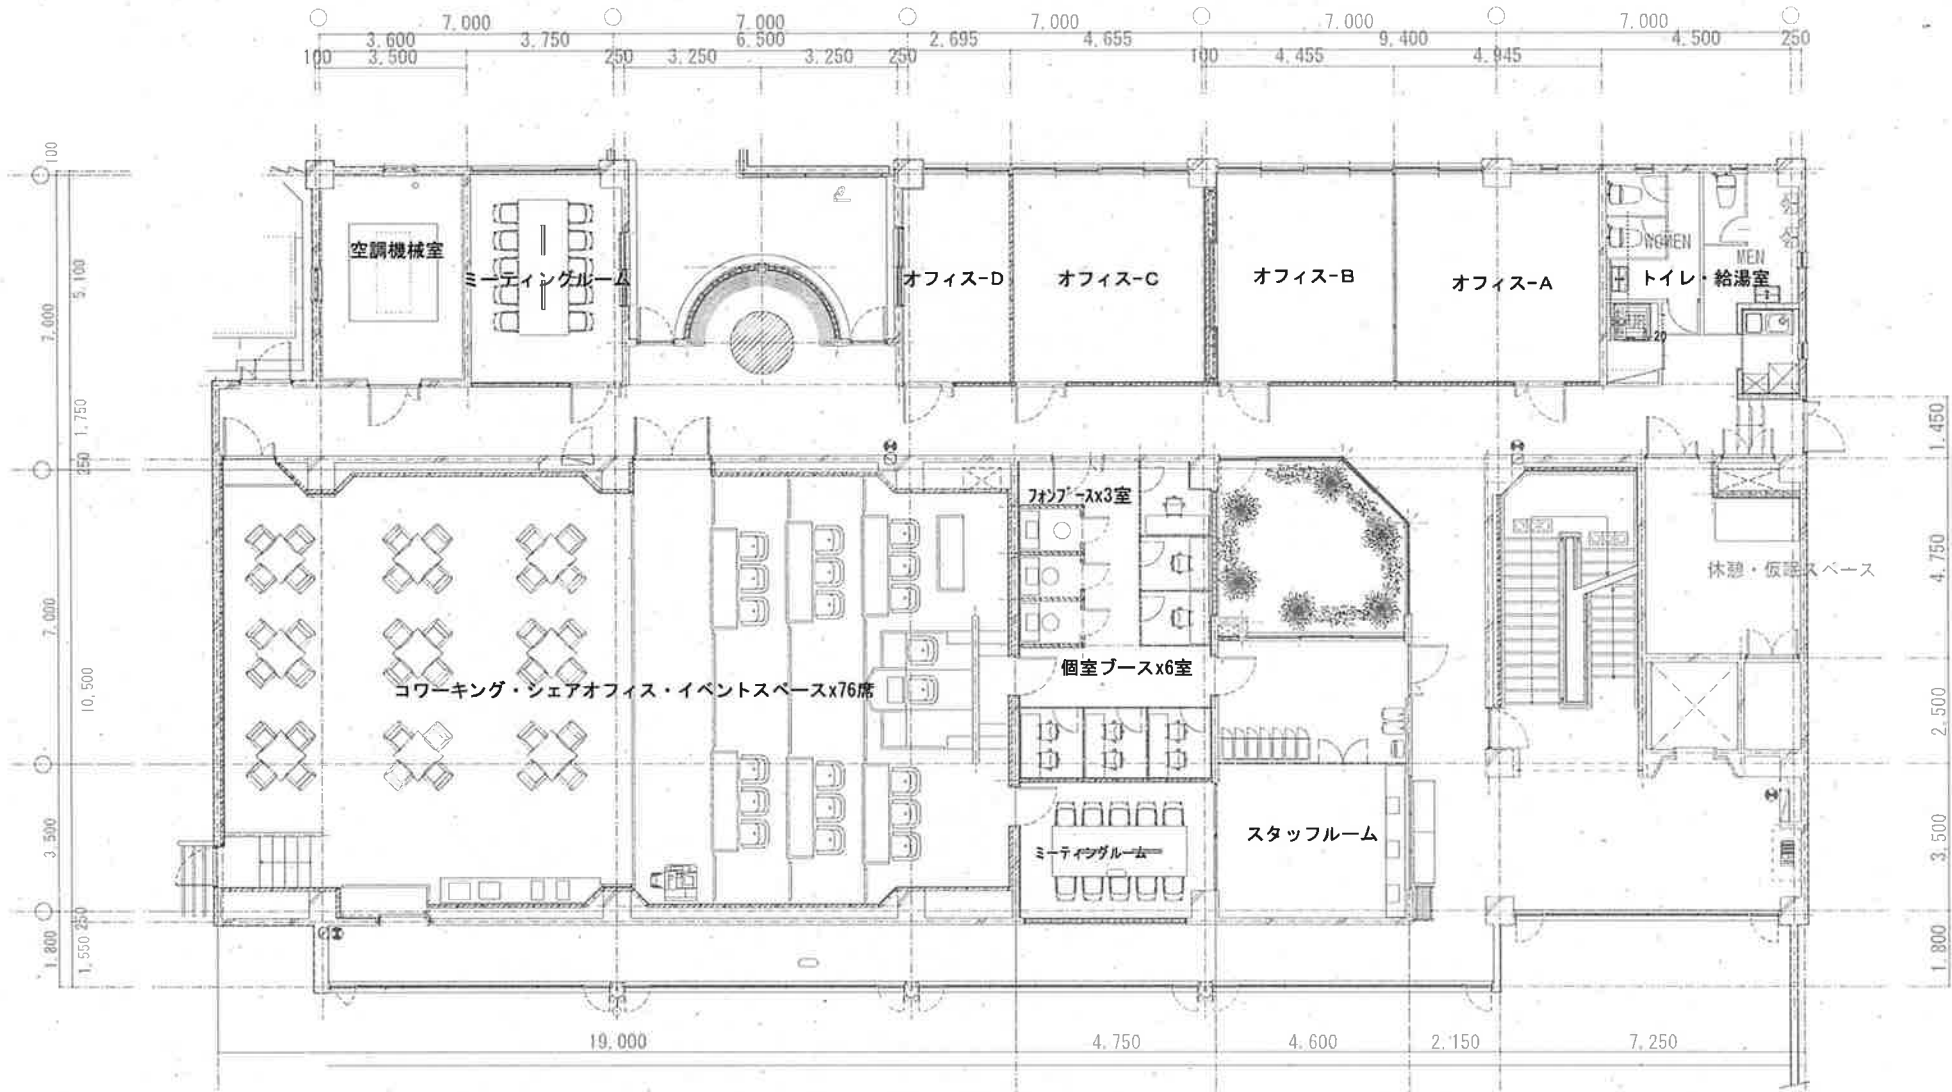 7,000 7,000 7,000 7,000 7,000
3,600 3,750 6,500 2,695 4,655 9,400 4,500
100 3,500 250 3,250 3,250 250 100 4,455 4,945 250
100
5,100
7,000
1,750
250
7,000
10,500
3,500
250
1,800
1,550
空調機械室
ミーティングルーム
オフィス-D
オフィス-C
オフィス-B
オフィス-A
WOMEN
MEN
トイレ・給湯室
20
フォンブースx3室
個室ブースx6室
コワーキング・シェアオフィス・イベントスペースx76席
ミーティングルーム
スタッフルーム
休憩・仮眠スペース
1,450
4,750
2,500
3,500
1,800
19,000 4,750 4,600 2,150 7,250